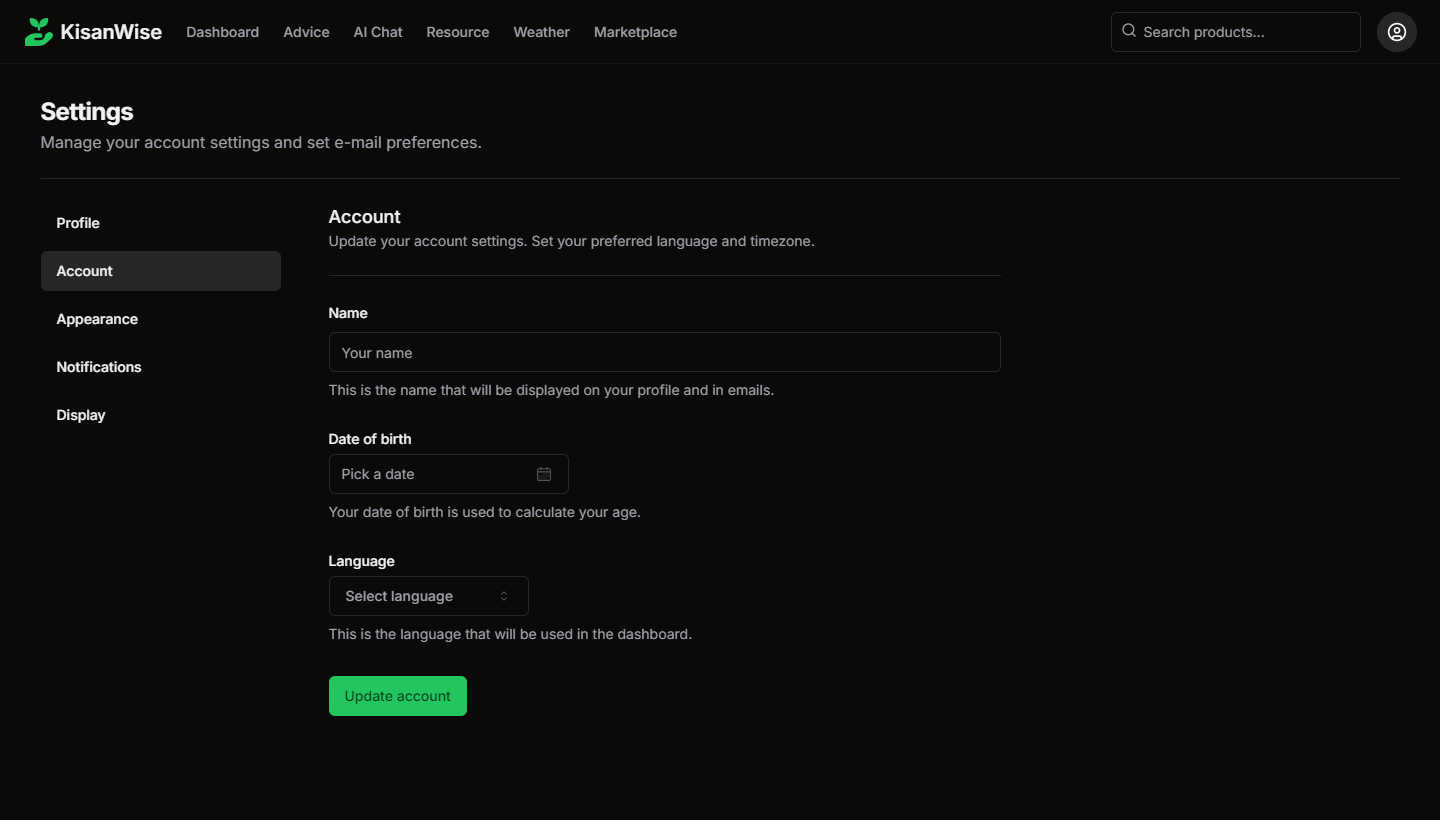 KisanWise
Dashboard
Advice
AI Chat
Resource
Weather
Marketplace
Search products...
Settings
Manage your account settings and set e-mail preferences.
Profile
Account
Appearance
Notifications
Display
Account
Update your account settings. Set your preferred language and timezone.
Name
Your name
This is the name that will be displayed on your profile and in emails.
Date of birth
Pick a date
Your date of birth is used to calculate your age.
Language
Select language
This is the language that will be used in the dashboard.
Update account